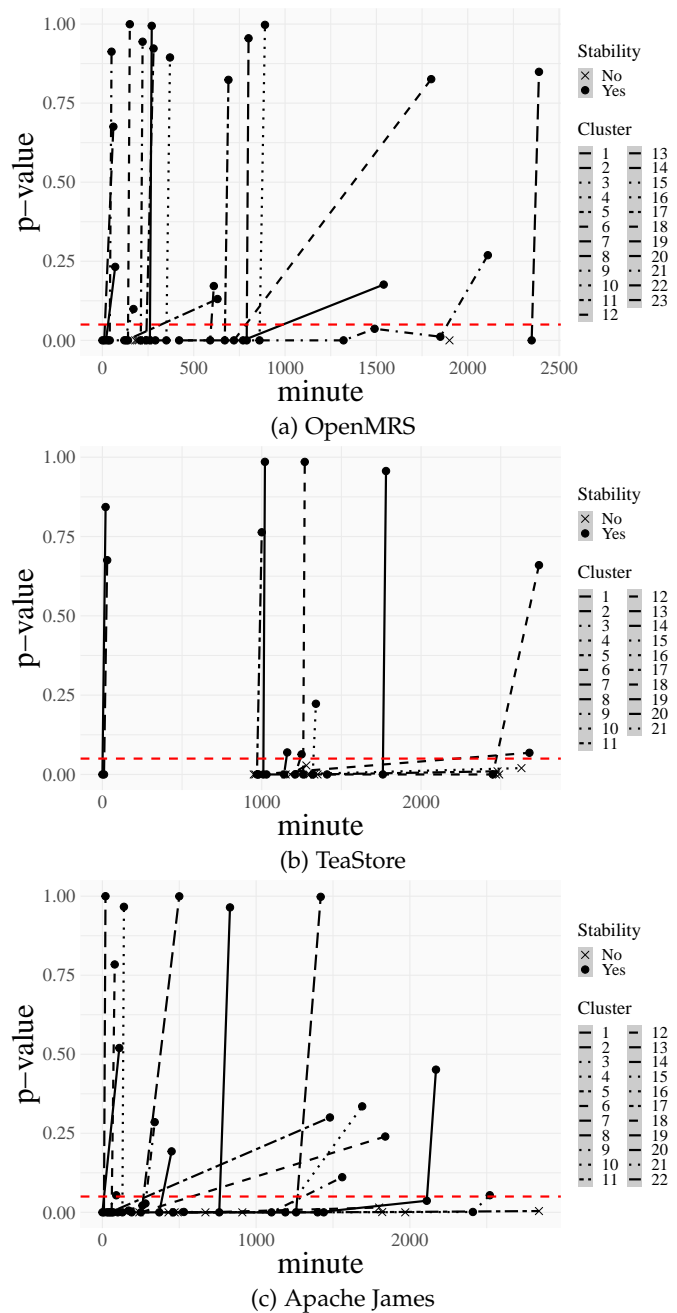 1.00
0.75
0.50
0.25
0.00
p−value
0 500 1000 1500 2000 2500
minute
Stability
No
Yes
Cluster
1 13
2 14
3 15
4 16
5 17
6 18
7 19
8 20
9 21
10 22
11 23
12
(a) OpenMRS
1.00
0.75
0.50
0.25
0.00
p−value
0 1000 2000
minute
Stability
No
Yes
Cluster
1 12
2 13
3 14
4 15
5 16
6 17
7 18
8 19
9 20
10 21
11
(b) TeaStore
1.00
0.75
0.50
0.25
0.00
p−value
0 1000 2000
minute
Stability
No
Yes
Cluster
1 12
2 13
3 14
4 15
5 16
6 17
7 18
8 19
9 20
10 21
11 22
(c) Apache James